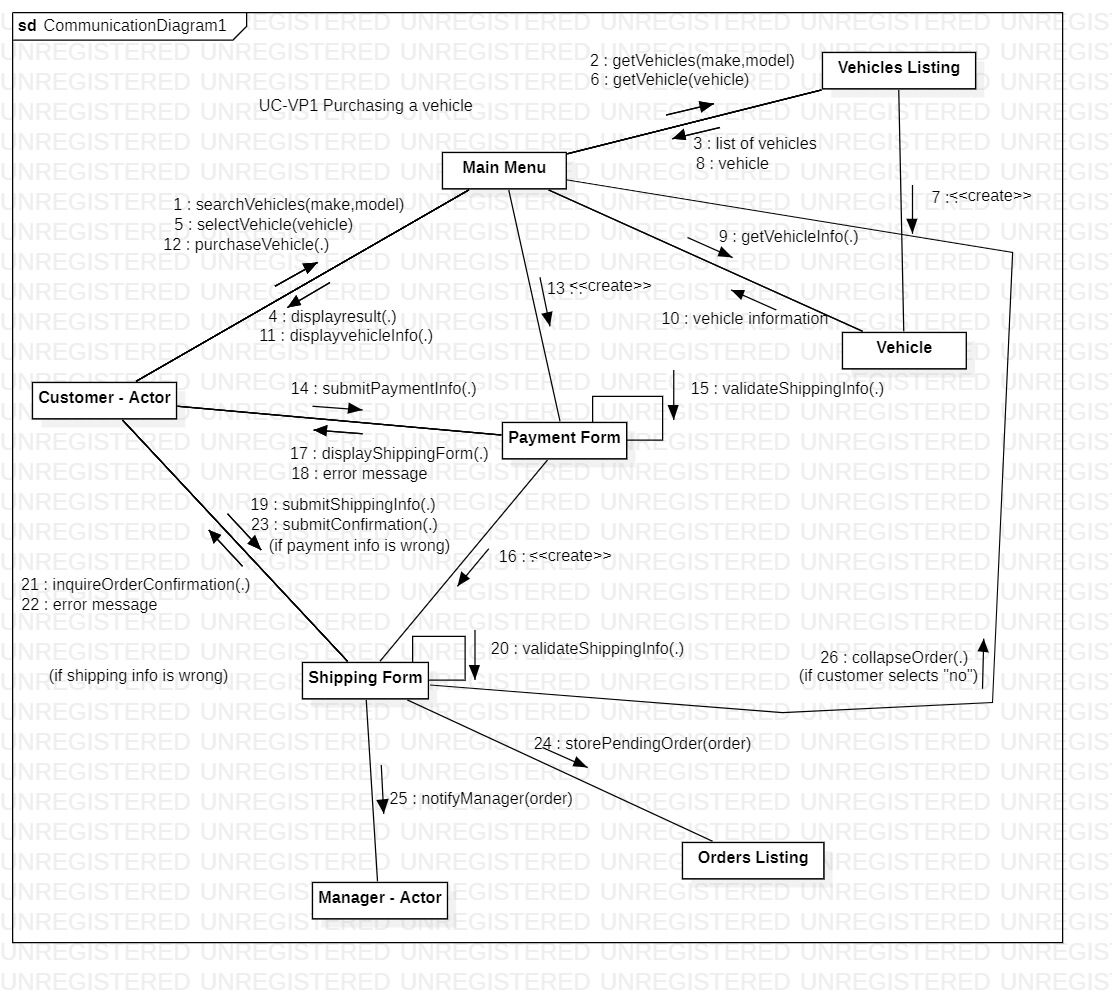 sd CommunicationDiagram1
2 : getVehicles(make,model)
6 : getVehicle(vehicle)
Vehicles Listing
UC-VP1 Purchasing a vehicle
3 : list of vehicles
8 : vehicle
Main Menu
1 : searchVehicles(make,model)
5 : selectVehicle(vehicle)
12 : purchaseVehicle(.)
7 : <<create>>
9 : getVehicleInfo(.)
13 : <<create>>
4 : displayresult(.)
11 : displayvehicleInfo(.)
10 : vehicle information
Vehicle
Customer - Actor
14 : submitPaymentInfo(.)
15 : validateShippingInfo(.)
Payment Form
17 : displayShippingForm(.)
18 : error message
19 : submitShippingInfo(.)
23 : submitConfirmation(.)
(if payment info is wrong)
16 : <<create>>
21 : inquireOrderConfirmation(.)
22 : error message
20 : validateShippingInfo(.)
26 : collapseOrder(.)
(if customer selects "no")
(if shipping info is wrong)
Shipping Form
24 : storePendingOrder(order)
25 : notifyManager(order)
Orders Listing
Manager - Actor
UNREGISTERED